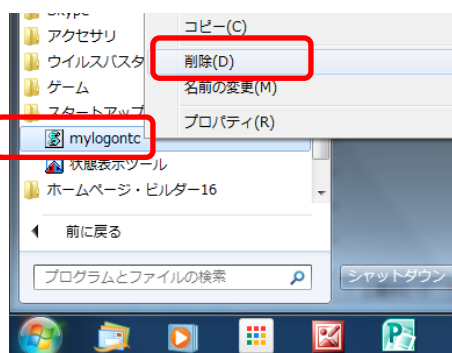 Skype
コピー(C)
アクセサリ
ウイルスバスタ
削除(D)
ゲーム
名前の変更(M)
スタートアップ
プロパティ(R)
mylogontc
状態表示ツール
ホームページ・ビルダー16
前に戻る
プログラムとファイルの検索
シャットダウン